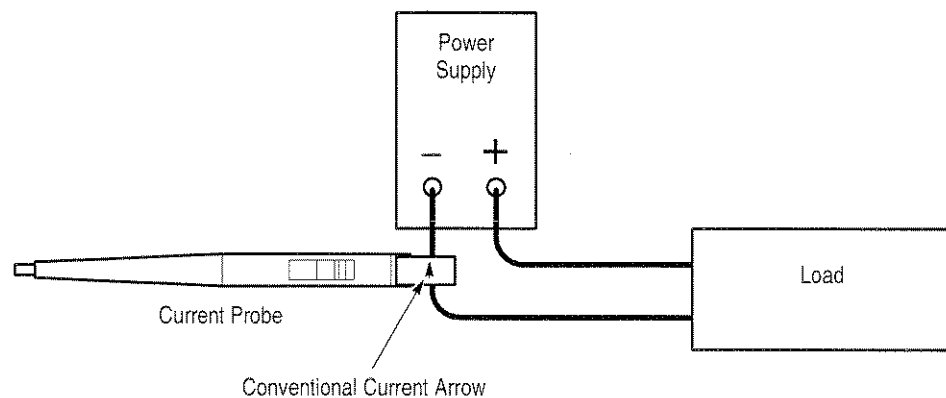 Power
Supply
− +
Load
Current Probe
Conventional Current Arrow